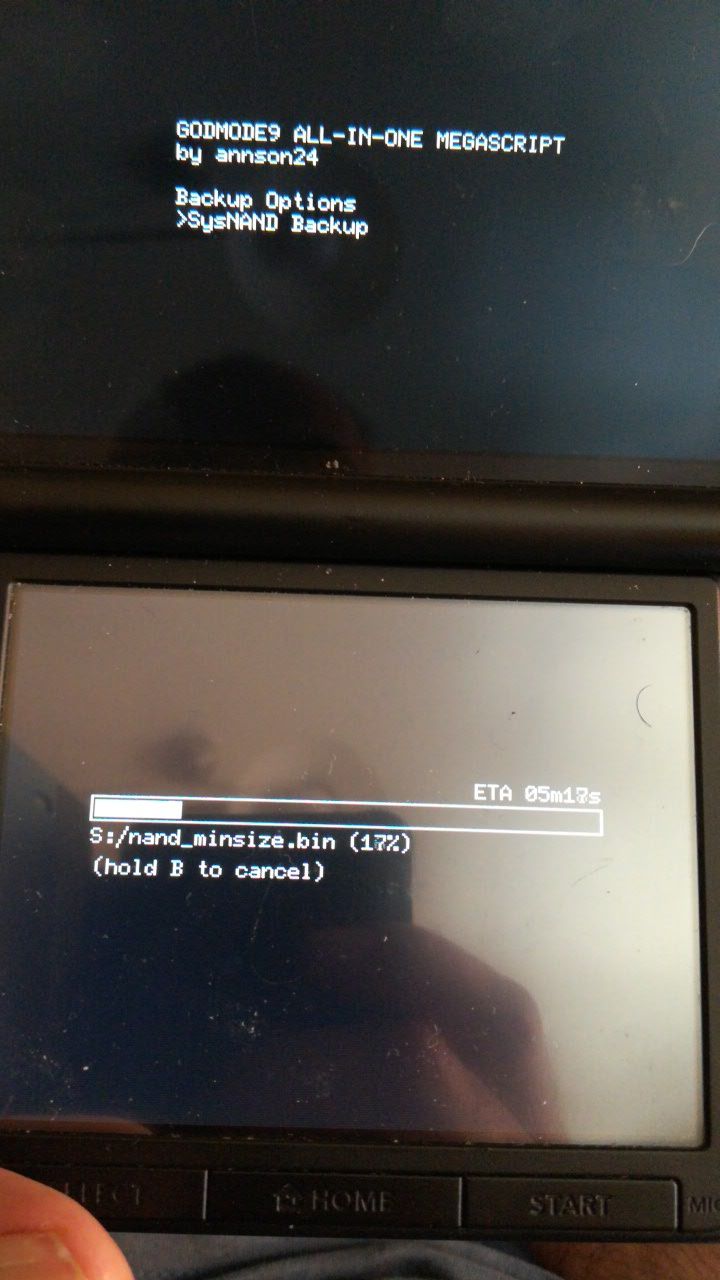 GODMODE9 ALL-IN-ONE MEGASCRIPT
by annson24
Backup Options
>SysNAND Backup
ETA 05m17s
S:/nand_minsize.bin (17%)
(hold B to cancel)
HOME
START